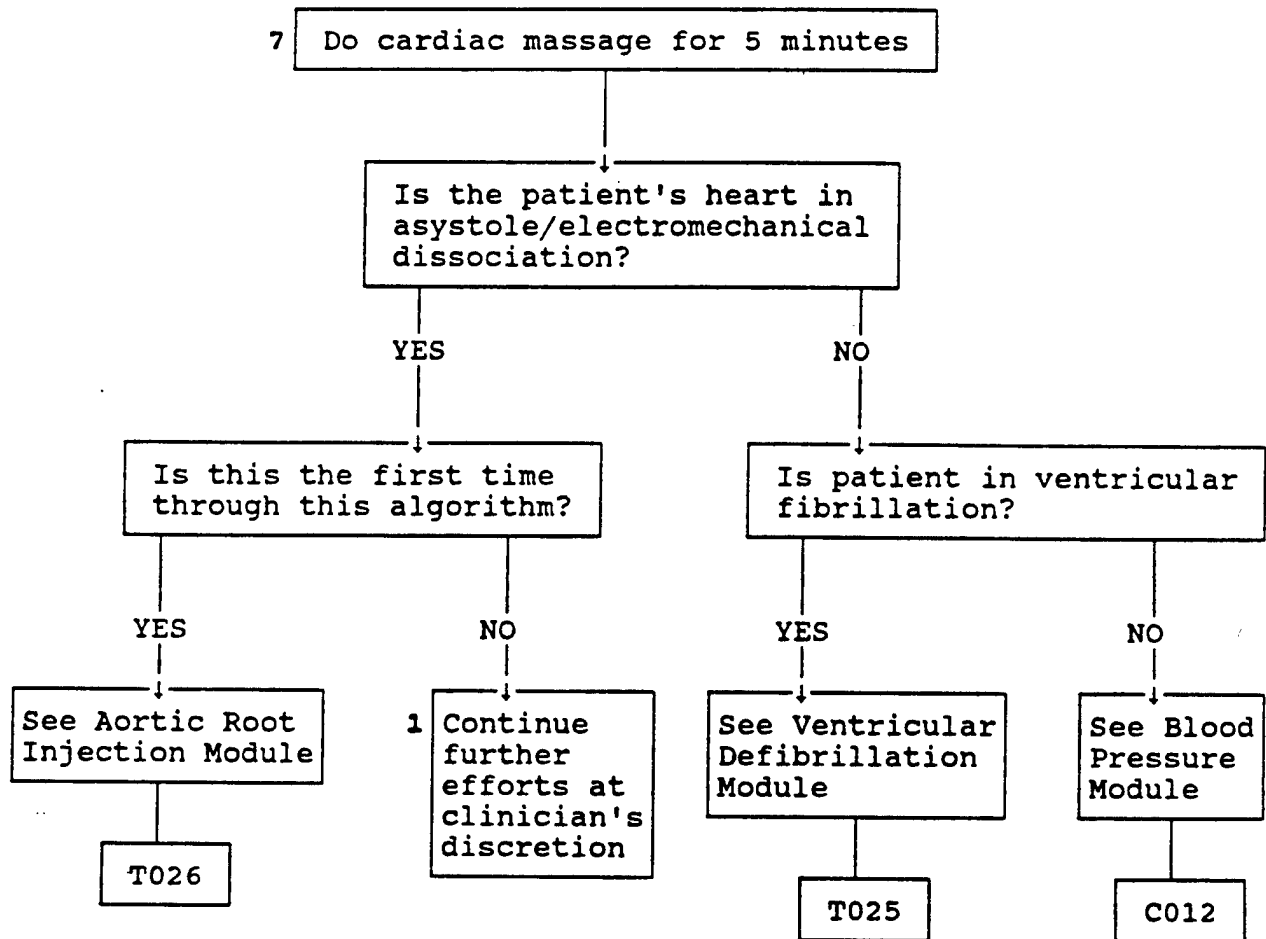 7 Do cardiac massage for 5 minutes
Is the patient's heart in
asystole/electromechanical
dissociation?
YES
NO
Is this the first time
through this algorithm?
Is patient in ventricular
fibrillation?
YES
NO
YES
NO
See Aortic Root
Injection Module
1 Continue
further
efforts at
clinician's
discretion
See Ventricular
Defibrillation
Module
See Blood
Pressure
Module
T026
T025
C012